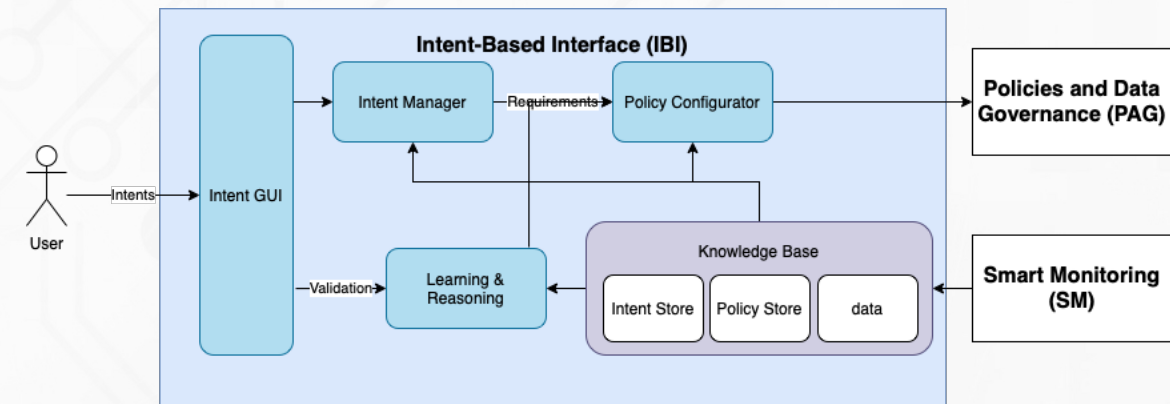 Intent-Based Interface (IBI)
Intent Manager
Requirements
Policy Configurator
Policies and Data
Governance (PAG)
Intents
Intent GUI
User
Knowledge Base
Validation
Learning &
Reasoning
Intent Store
Policy Store
data
Smart Monitoring
(SM)